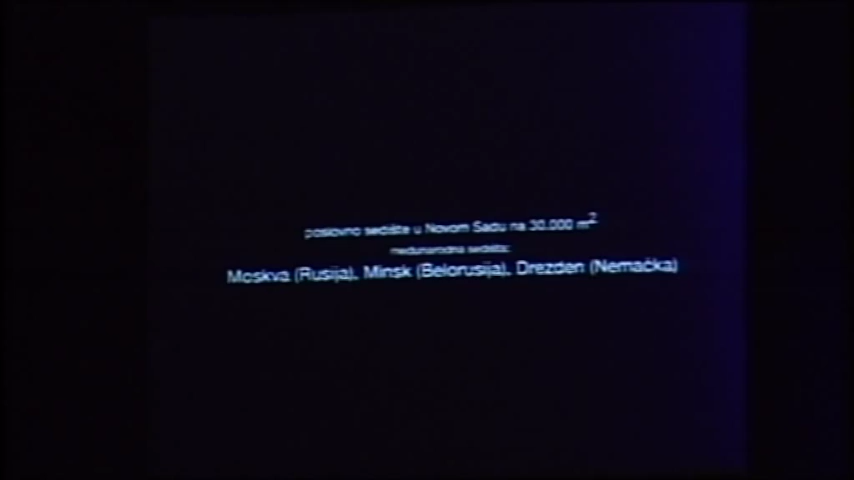 poslovno sedište u Novom Sadu na 30.000 m²
međunarodna sedišta:
Moskva (Rusija), Minsk (Belorusija), Drezden (Nemačka)